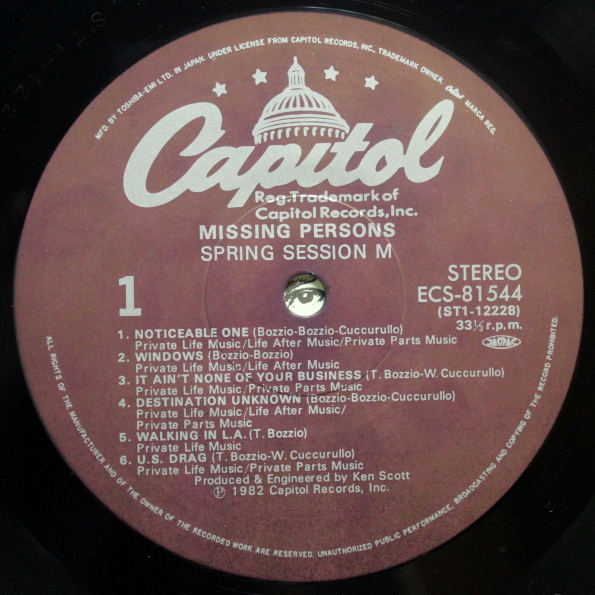 MFD. BY TOSHIBA-EMI LTD. IN JAPAN. UNDER LICENSE FROM CAPITOL RECORDS, INC., TRADEMARK OWNER. Capitol MARCA REG.
Capitol
Reg. Trademark of
Capitol Records, Inc.
MISSING PERSONS
SPRING SESSION M
1
STEREO
ECS-81544
(ST1-12228)
33⅓ r.p.m.
JASRAC
1. NOTICEABLE ONE (Bozzio-Bozzio-Cuccurullo)
Private Life Music/Life After Music/Private Parts Music
2. WINDOWS (Bozzio-Bozzio)
Private Life Music/Life After Music
3. IT AIN'T NONE OF YOUR BUSINESS (T. Bozzio-W. Cuccurullo)
Private Life Music/Private Parts Music
4. DESTINATION UNKNOWN (Bozzio-Bozzio-Cuccurullo)
Private Life Music/Life After Music/
Private Parts Music
5. WALKING IN L.A. (T. Bozzio)
Private Life Music
6. U.S. DRAG (T. Bozzio-W. Cuccurullo)
Private Life Music/Private Parts Music
Produced & Engineered by Ken Scott
℗ 1982 Capitol Records, Inc.
ALL RIGHTS OF THE MANUFACTURER AND OF THE OWNER OF THE RECORDED WORK ARE RESERVED. UNAUTHORIZED PUBLIC PERFORMANCE, BROADCASTING AND COPYING OF THE RECORD PROHIBITED.